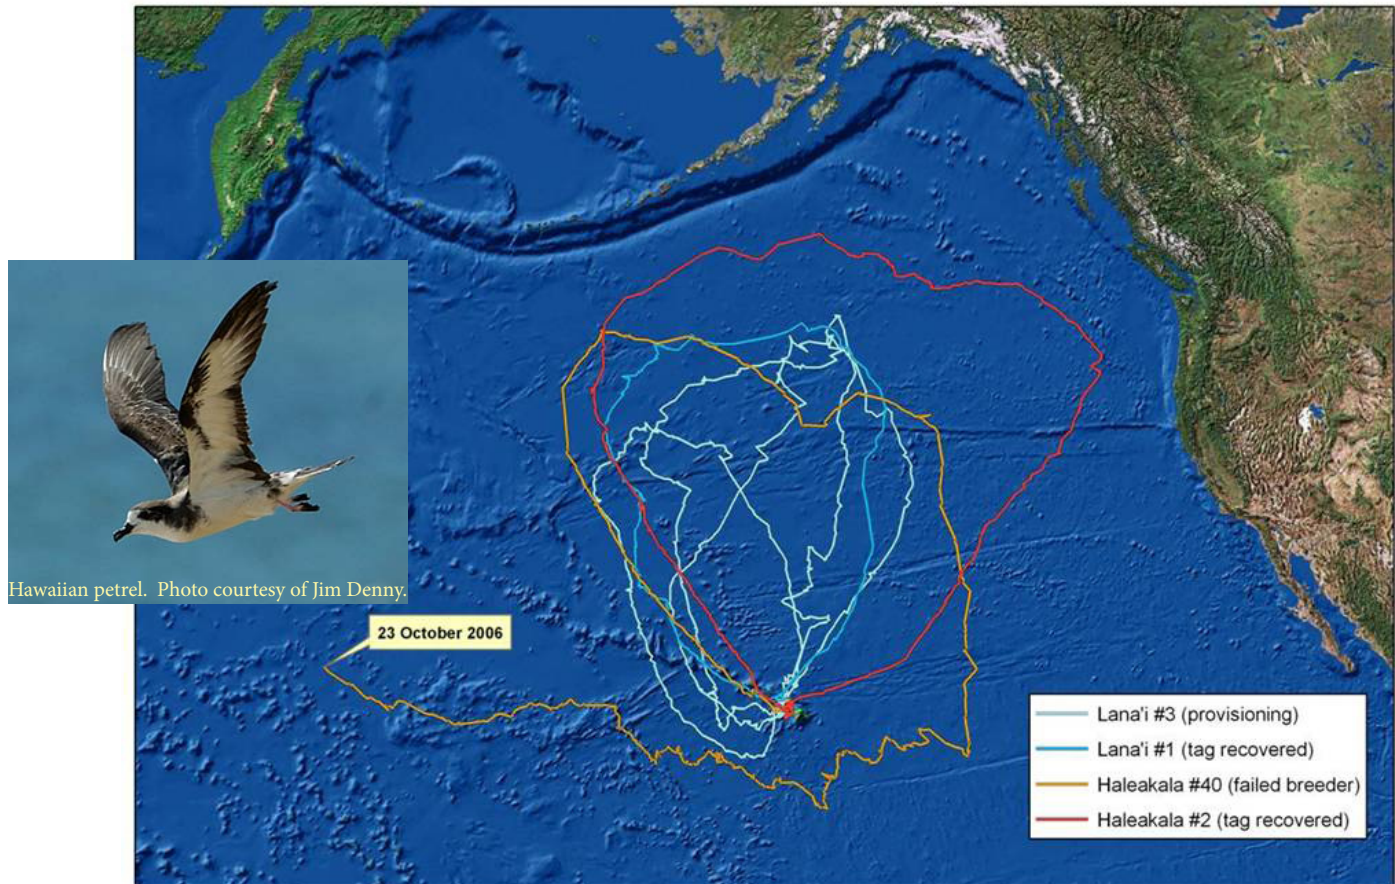 Hawaiian petrel. Photo courtesy of Jim Denny.
23 October 2006
Lana'i #3 (provisioning)
Lana'i #1 (tag recovered)
Haleakala #40 (failed breeder)
Haleakala #2 (tag recovered)